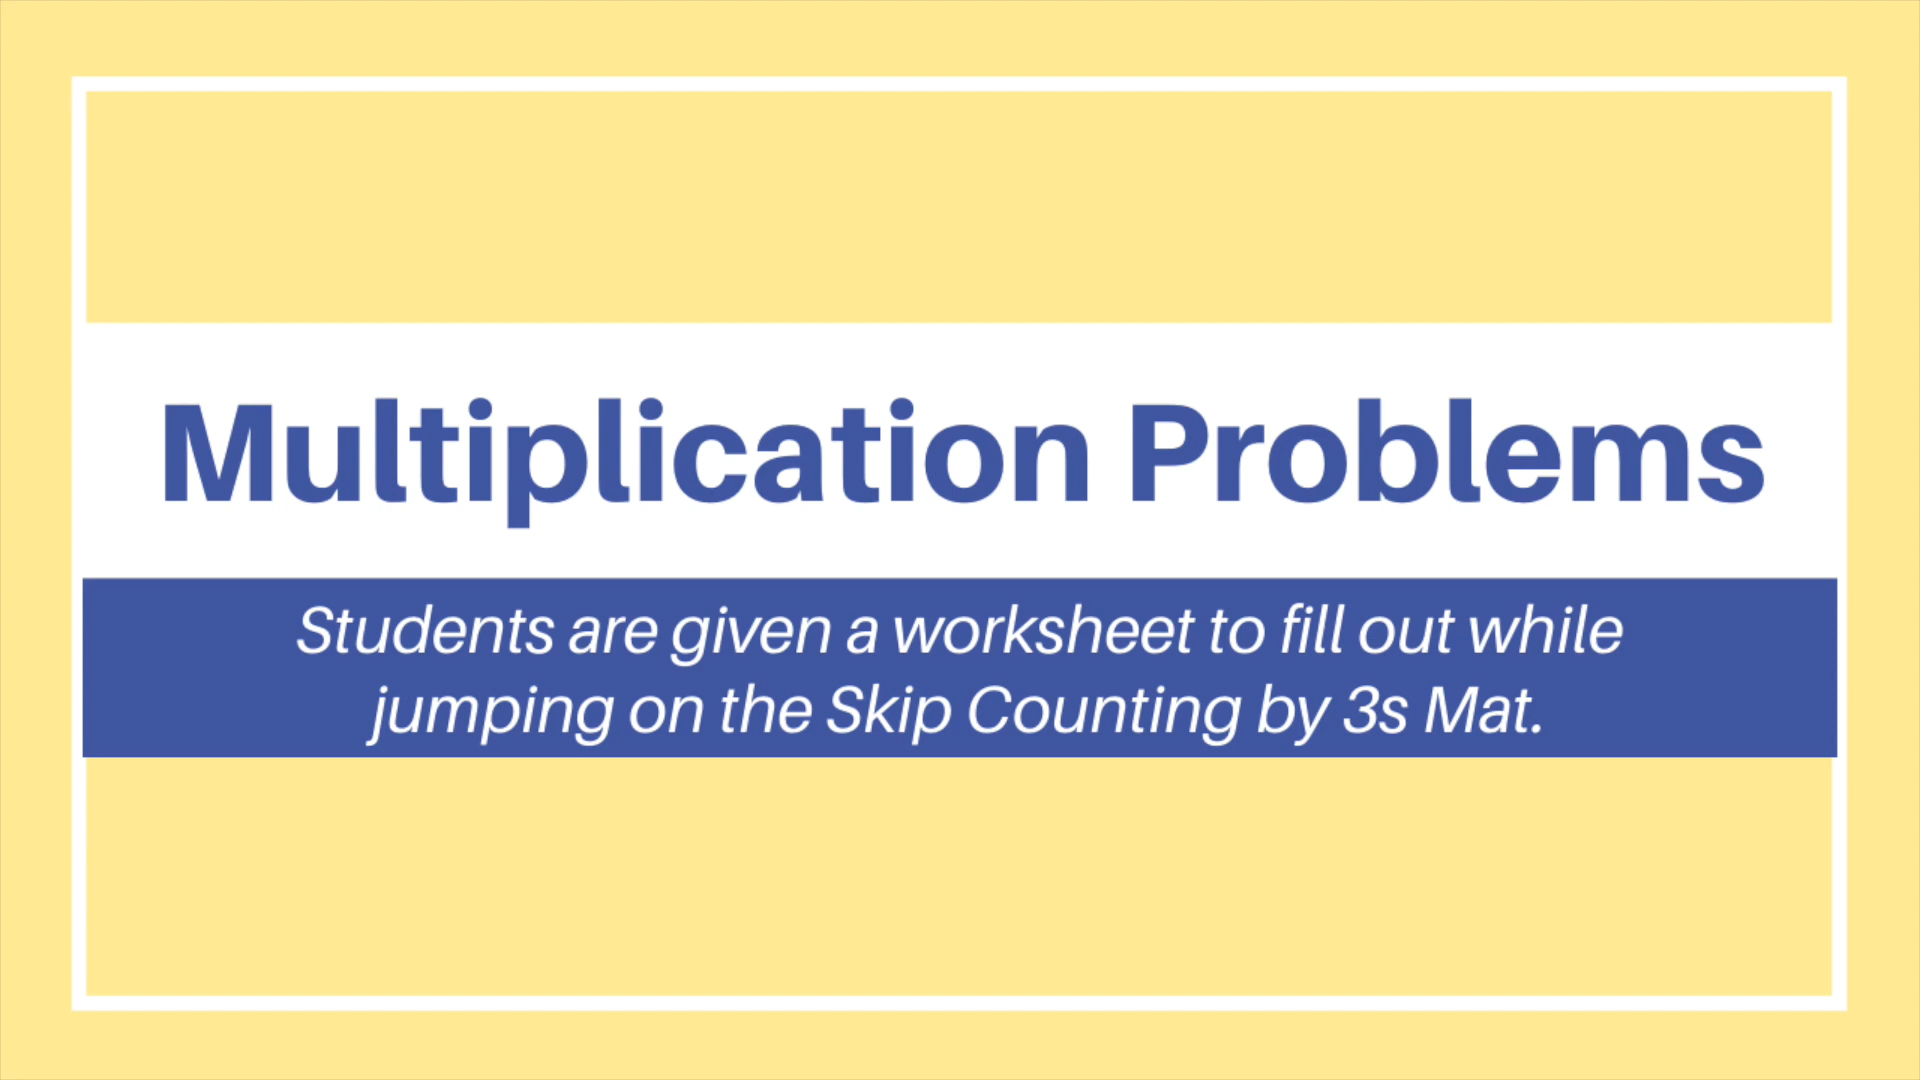 Multiplication Problems
Students are given a worksheet to fill out while
jumping on the Skip Counting by 3s Mat.